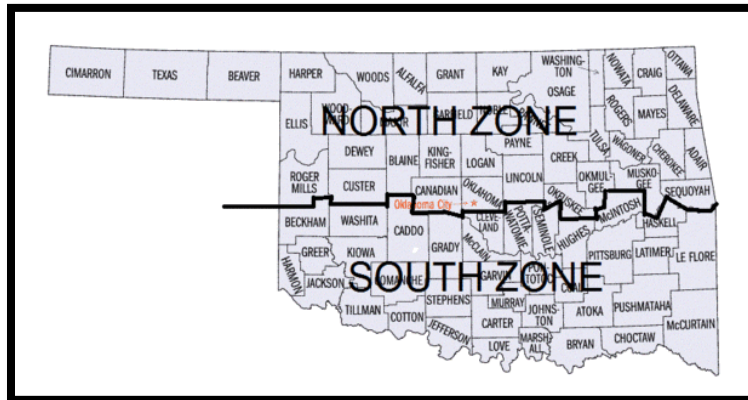 CIMARRON
TEXAS
BEAVER
HARPER
WOODS
ALFALFA
GRANT
KAY
WASHING-
TON
OSAGE
NOWATA
CRAIG
OTTAWA
ELLIS
NORTH ZONE
ROGERS
MAYES
DELAWARE
DEWEY
BLAINE
KING-
FISHER
LOGAN
PAYNE
CREEK
TULSA
WAGONER
CHEROKEE
ADAIR
ROGER
MILLS
CUSTER
CANADIAN
OKLAHOMA
LINCOLN
OKFUSKEE
OKMUL-
GEE
MUSKO-
GEE
SEQUOYAH
Oklahoma City
BECKHAM
WASHITA
CADDO
GRADY
CLEVE-
LAND
McCLAIN
POTTA-
WATOMIE
SEMINOLE
HUGHES
McINTOSH
HASKELL
GREER
KIOWA
PITTSBURG
LATIMER
LE FLORE
HARMON
JACKSON
SOUTH ZONE
GARVIN
TILLMAN
COTTON
STEPHENS
JEFFERSON
MURRAY
CARTER
LOVE
JOHNS-
TON
MARSH-
ALL
ATOKA
BRYAN
PUSHMATAHA
CHOCTAW
McCURTAIN